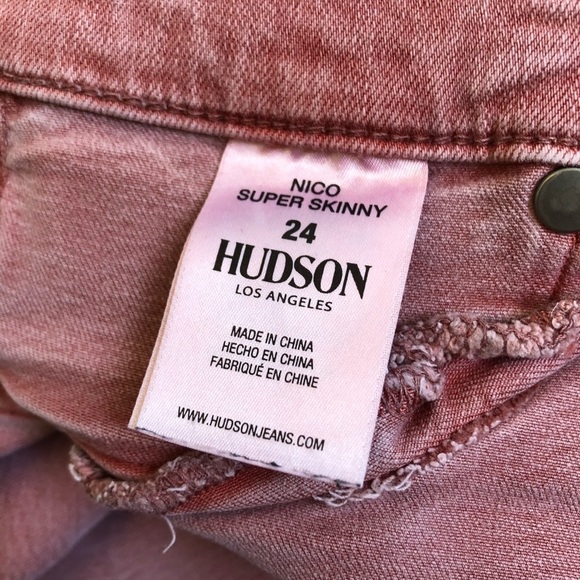 NICO
SUPER SKINNY
24
HUDSON
LOS ANGELES
MADE IN CHINA
HECHO EN CHINA
FABRIQUÉ EN CHINE
WWW.HUDSONJEANS.COM